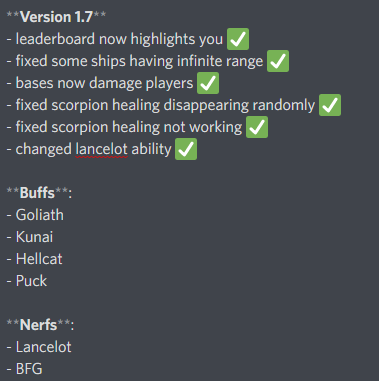 **Version 1.7**
- leaderboard now highlights you ✅
- fixed some ships having infinite range ✅
- bases now damage players ✅
- fixed scorpion healing disappearing randomly ✅
- fixed scorpion healing not working ✅
- changed lancelot ability ✅
**Buffs**:
- Goliath
- Kunai
- Hellcat
- Puck
**Nerfs**:
- Lancelot
- BFG